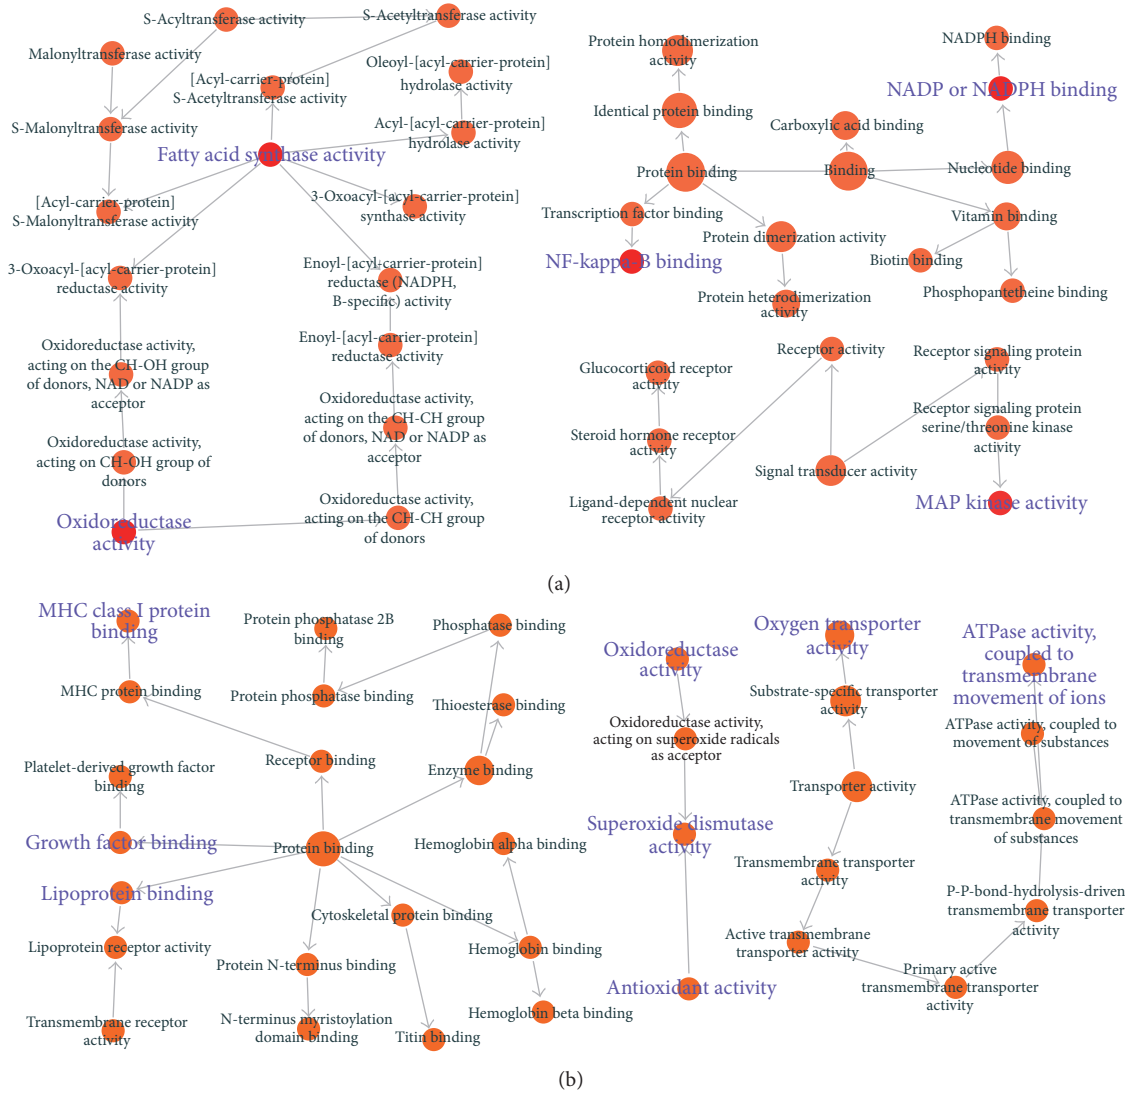 S-Acyltransferase activity
S-Acetyltransferase activity
Malonyltransferase activity
[Acyl-carrier-protein]
S-Acetyltransferase activity
Oleoyl-[acyl-carrier-protein]
hydrolase activity
S-Malonyltransferase activity
Acyl-[acyl-carrier-protein]
hydrolase activity
Fatty acid synthase activity
[Acyl-carrier-protein]
S-Malonyltransferase activity
3-Oxoacyl-[acyl-carrier-protein]
synthase activity
3-Oxoacyl-[acyl-carrier-protein]
reductase activity
Enoyl-[acyl-carrier-protein]
reductase (NADPH,
B-specific) activity
Enoyl-[acyl-carrier-protein]
reductase activity
Oxidoreductase activity,
acting on the CH-OH group
of donors, NAD or NADP as
acceptor
Oxidoreductase activity,
acting on the CH-CH group
of donors, NAD or NADP as
acceptor
Oxidoreductase activity,
acting on CH-OH group of
donors
Oxidoreductase activity,
acting on the CH-CH group
of donors
Oxidoreductase
activity
Protein homodimerization
activity
Identical protein binding
Protein binding
Transcription factor binding
NF-kappa-B binding
Protein dimerization activity
Protein heterodimerization
activity
Carboxylic acid binding
Binding
NADPH binding
NADP or NADPH binding
Nucleotide binding
Vitamin binding
Biotin binding
Phosphopantetheine binding
Glucocorticoid receptor
activity
Steroid hormone receptor
activity
Ligand-dependent nuclear
receptor activity
Receptor activity
Signal transducer activity
Receptor signaling protein
activity
Receptor signaling protein
serine/threonine kinase
activity
MAP kinase activity
(a)
MHC class I protein
binding
MHC protein binding
Protein phosphatase 2B
binding
Protein phosphatase binding
Phosphatase binding
Thioesterase binding
Receptor binding
Enzyme binding
Platelet-derived growth factor
binding
Growth factor binding
Protein binding
Hemoglobin alpha binding
Lipoprotein binding
Cytoskeletal protein binding
Lipoprotein receptor activity
Hemoglobin binding
Protein N-terminus binding
Transmembrane receptor
activity
N-terminus myristoylation
domain binding
Titin binding
Hemoglobin beta binding
Oxidoreductase
activity
Oxidoreductase activity,
acting on superoxide radicals
as acceptor
Superoxide dismutase
activity
Antioxidant activity
Oxygen transporter
activity
Substrate-specific transporter
activity
Transporter activity
Transmembrane transporter
activity
Active transmembrane
transporter activity
Primary active
transmembrane transporter
activity
ATPase activity,
coupled to
transmembrane
movement of ions
ATPase activity, coupled to
movement of substances
ATPase activity, coupled to
transmembrane movement
of substances
P-P-bond-hydrolysis-driven
transmembrane transporter
activity
(b)